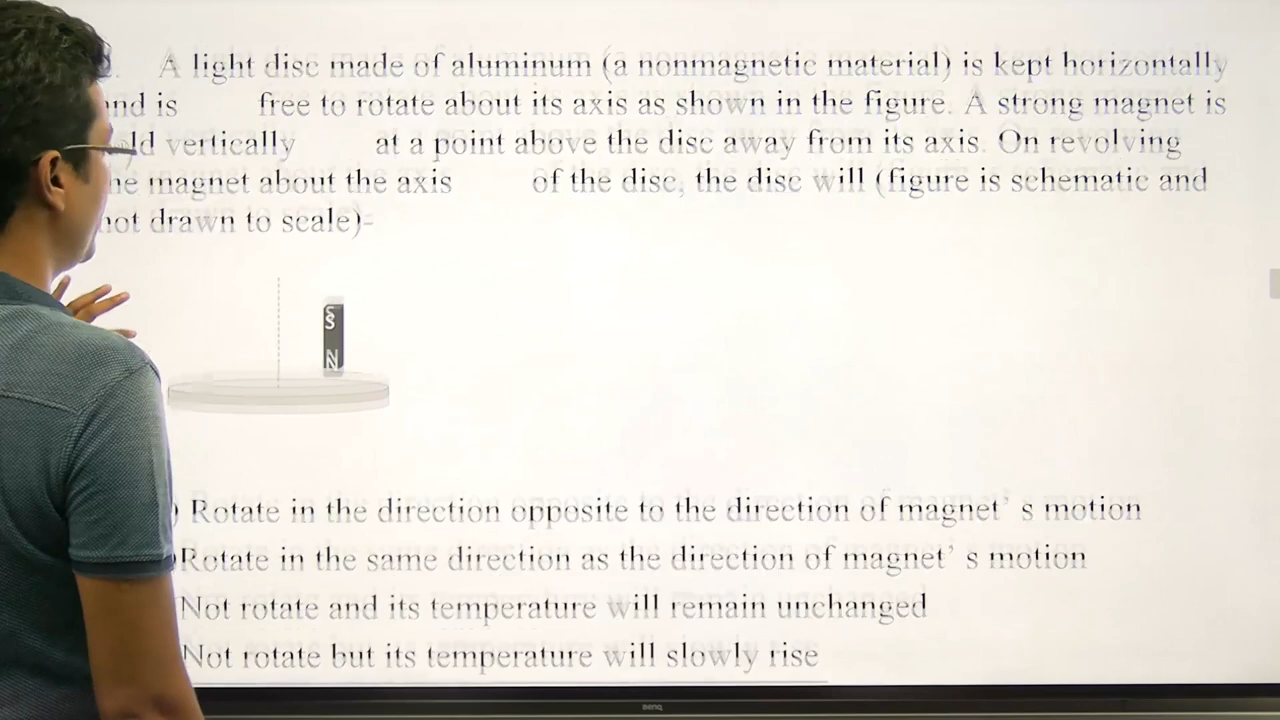 A light disc made of aluminum (a nonmagnetic material) is kept horizontally
is free to rotate about its axis as shown in the figure. A strong magnet is
vertically at a point above the disc away from its axis. On revolving
magnet about the axis of the disc, the disc will (figure is schematic and
not drawn to scale)-
S
N
) Rotate in the direction opposite to the direction of magnet's motion
)Rotate in the same direction as the direction of magnet's motion
Not rotate and its temperature will remain unchanged
Not rotate but its temperature will slowly rise
BENQ